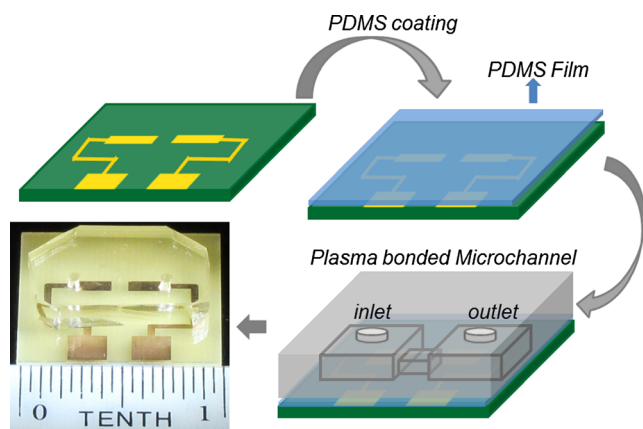 PDMS coating
PDMS Film
Plasma bonded Microchannel
inlet outlet
0 TENTH 1